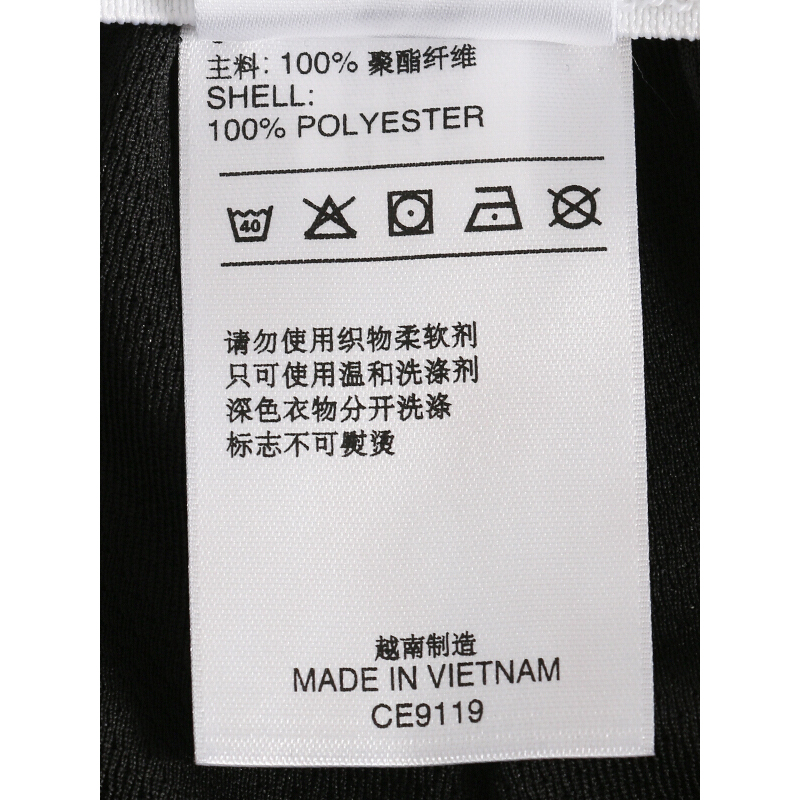 主料: 100% 聚酯纤维
SHELL:
100% POLYESTER
40
请勿使用织物柔软剂
只可使用温和洗涤剂
深色衣物分开洗涤
标志不可熨烫
越南制造
MADE IN VIETNAM
CE9119